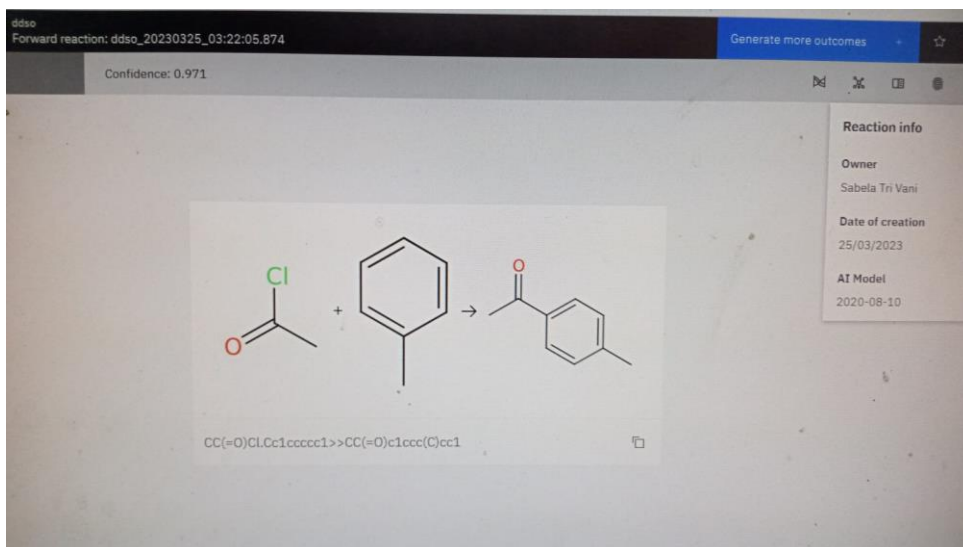 ddso
Forward reaction: ddso_20230325_03:22:05.874
Generate more outcomes
Confidence: 0.971
Reaction info
Owner
Sabela Tri Vani
Date of creation
25/03/2023
AI Model
2020-08-10
Cl
O
+
→
O
CC(=O)Cl.Cc1ccccc1>>CC(=O)c1ccc(C)cc1